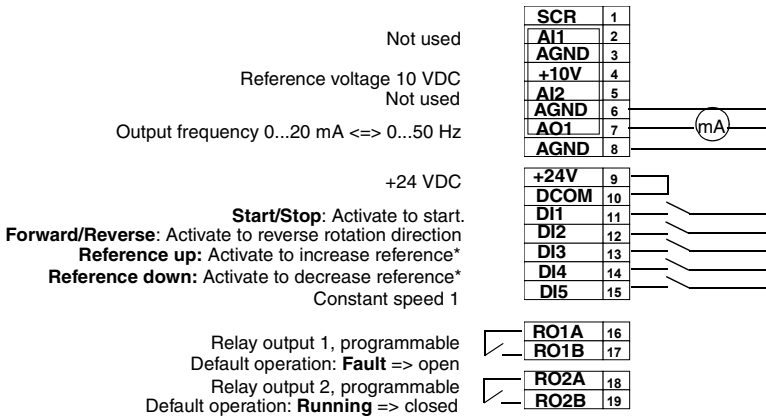 SCR 1
Not used AI1 2
AGND 3
Reference voltage 10 VDC +10V 4
Not used AI2 5
AGND 6
Output frequency 0...20 mA <=> 0...50 Hz AO1 7 mA
AGND 8
+24 VDC +24V 9
DCOM 10
Start/Stop: Activate to start. DI1 11
Forward/Reverse: Activate to reverse rotation direction DI2 12
Reference up: Activate to increase reference* DI3 13
Reference down: Activate to decrease reference* DI4 14
Constant speed 1 DI5 15
Relay output 1, programmable RO1A 16
Default operation: Fault => open RO1B 17
Relay output 2, programmable RO2A 18
Default operation: Running => closed RO2B 19